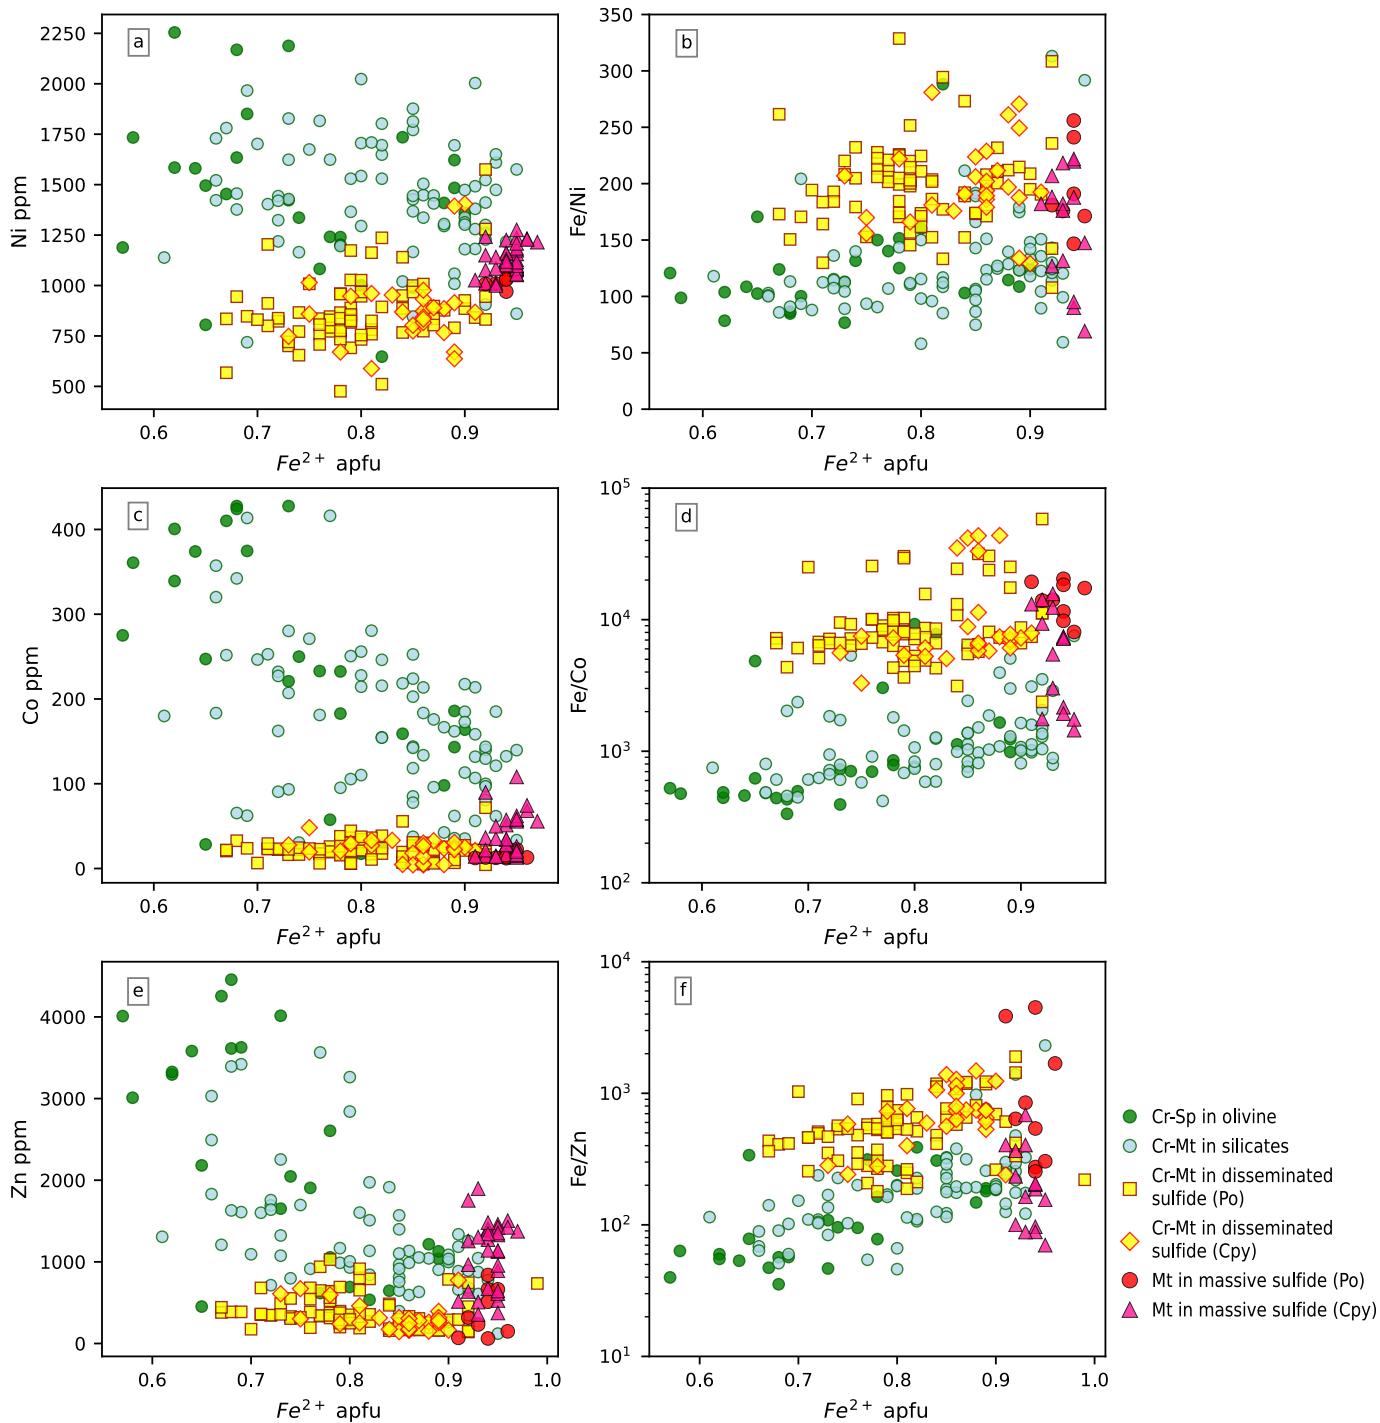 a
2250
2000
1750
1500
1250
1000
750
500
Ni ppm
0.6 0.7 0.8 0.9
Fe²⁺ apfu
b
350
300
250
200
150
100
50
0
Fe/Ni
0.6 0.7 0.8 0.9
Fe²⁺ apfu
c
400
300
200
100
0
Co ppm
0.6 0.7 0.8 0.9
Fe²⁺ apfu
d
10⁵
10⁴
10³
10²
Fe/Co
0.6 0.7 0.8 0.9
Fe²⁺ apfu
e
4000
3000
2000
1000
0
Zn ppm
0.6 0.7 0.8 0.9 1.0
Fe²⁺ apfu
f
10⁴
10³
10²
10¹
Fe/Zn
0.6 0.7 0.8 0.9 1.0
Fe²⁺ apfu
Cr-Sp in olivine
Cr-Mt in silicates
Cr-Mt in disseminated
sulfide (Po)
Cr-Mt in disseminated
sulfide (Cpy)
Mt in massive sulfide (Po)
Mt in massive sulfide (Cpy)